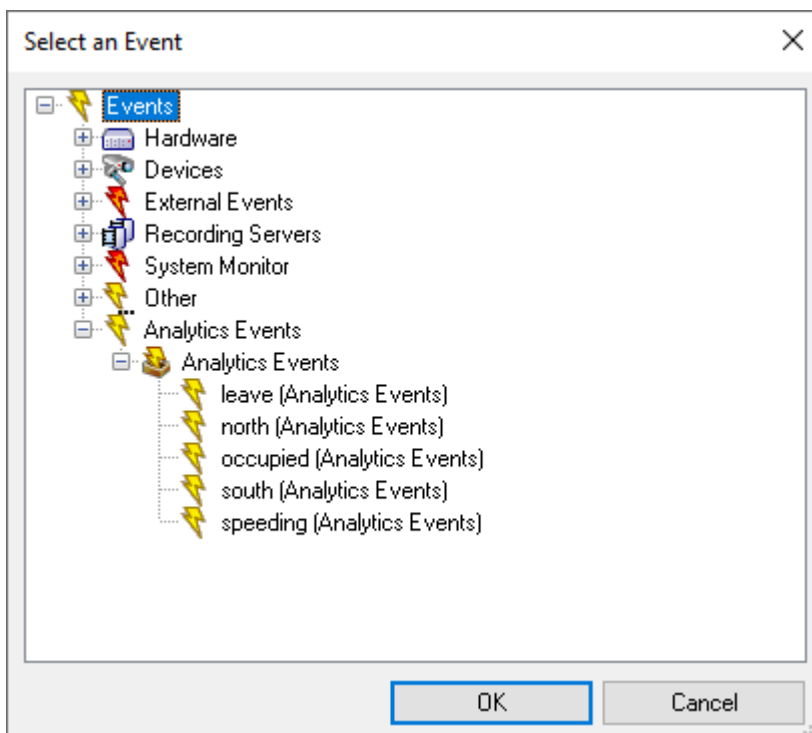 Select an Event
Events
Hardware
Devices
External Events
Recording Servers
System Monitor
Other
Analytics Events
Analytics Events
leave (Analytics Events)
north (Analytics Events)
occupied (Analytics Events)
south (Analytics Events)
speeding (Analytics Events)
OK Cancel